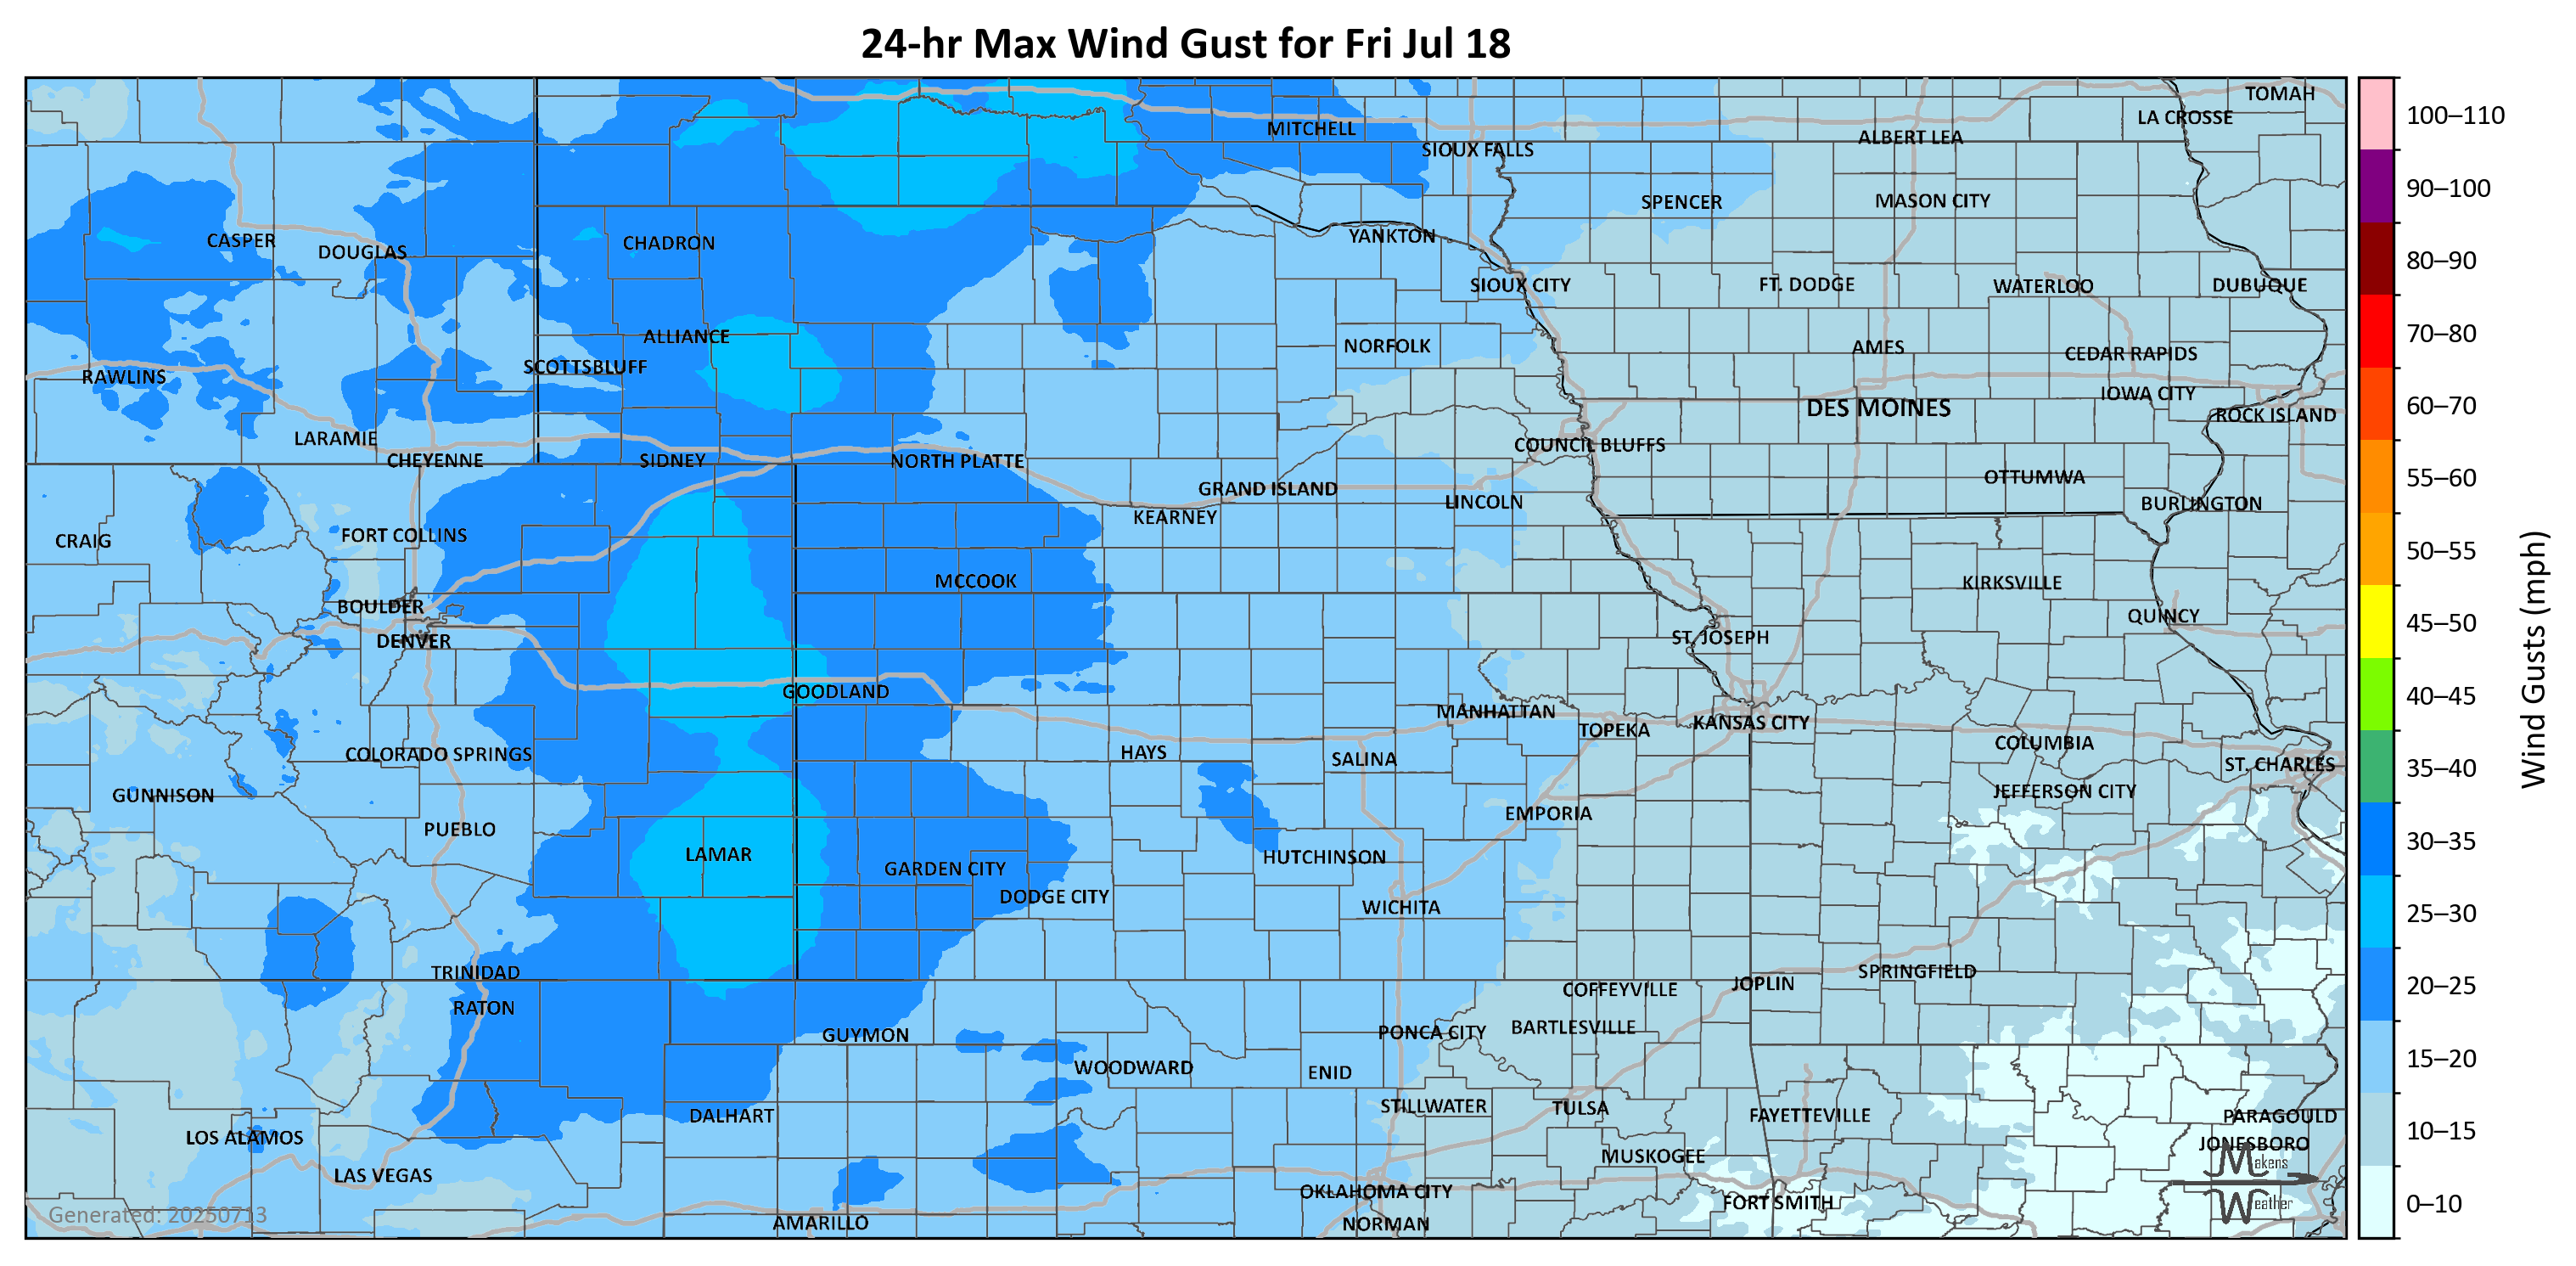 24-hr Max Wind Gust for Fri Jul 18
TOMAH
LA CROSSE
MITCHELL
ALBERT LEA
SIOUX FALLS
SPENCER
MASON CITY
CASPER
DOUGLAS
CHADRON
YANKTON
SIOUX CITY
FT. DODGE
WATERLOO
DUBUQUE
ALLIANCE
NORFOLK
AMES
CEDAR RAPIDS
SCOTTSBLUFF
RAWLINS
IOWA CITY
DES MOINES
ROCK ISLAND
LARAMIE
COUNCIL BLUFFS
CHEYENNE
SIDNEY
NORTH PLATTE
OTTUMWA
GRAND ISLAND
LINCOLN
BURLINGTON
KEARNEY
FORT COLLINS
CRAIG
MCCOOK
KIRKSVILLE
BOULDER
QUINCY
DENVER
ST. JOSEPH
GOODLAND
MANHATTAN
TOPEKA
KANSAS CITY
COLUMBIA
COLORADO SPRINGS
HAYS
SALINA
ST. CHARLES
GUNNISON
JEFFERSON CITY
EMPORIA
PUEBLO
LAMAR
HUTCHINSON
GARDEN CITY
DODGE CITY
WICHITA
TRINIDAD
SPRINGFIELD
JOPLIN
COFFEYVILLE
RATON
BARTLESVILLE
PONCA CITY
GUYMON
WOODWARD
ENID
STILLWATER
TULSA
DALHART
FAYETTEVILLE
PARAGOULD
LOS ALAMOS
JONESBORO
MUSKOGEE
LAS VEGAS
OKLAHOMA CITY
FORT SMITH
AMARILLO
NORMAN
Generated: 20250713
Makens
Weather
100–110
90–100
80–90
70–80
60–70
55–60
50–55
45–50
40–45
35–40
30–35
25–30
20–25
15–20
10–15
0–10
Wind Gusts (mph)